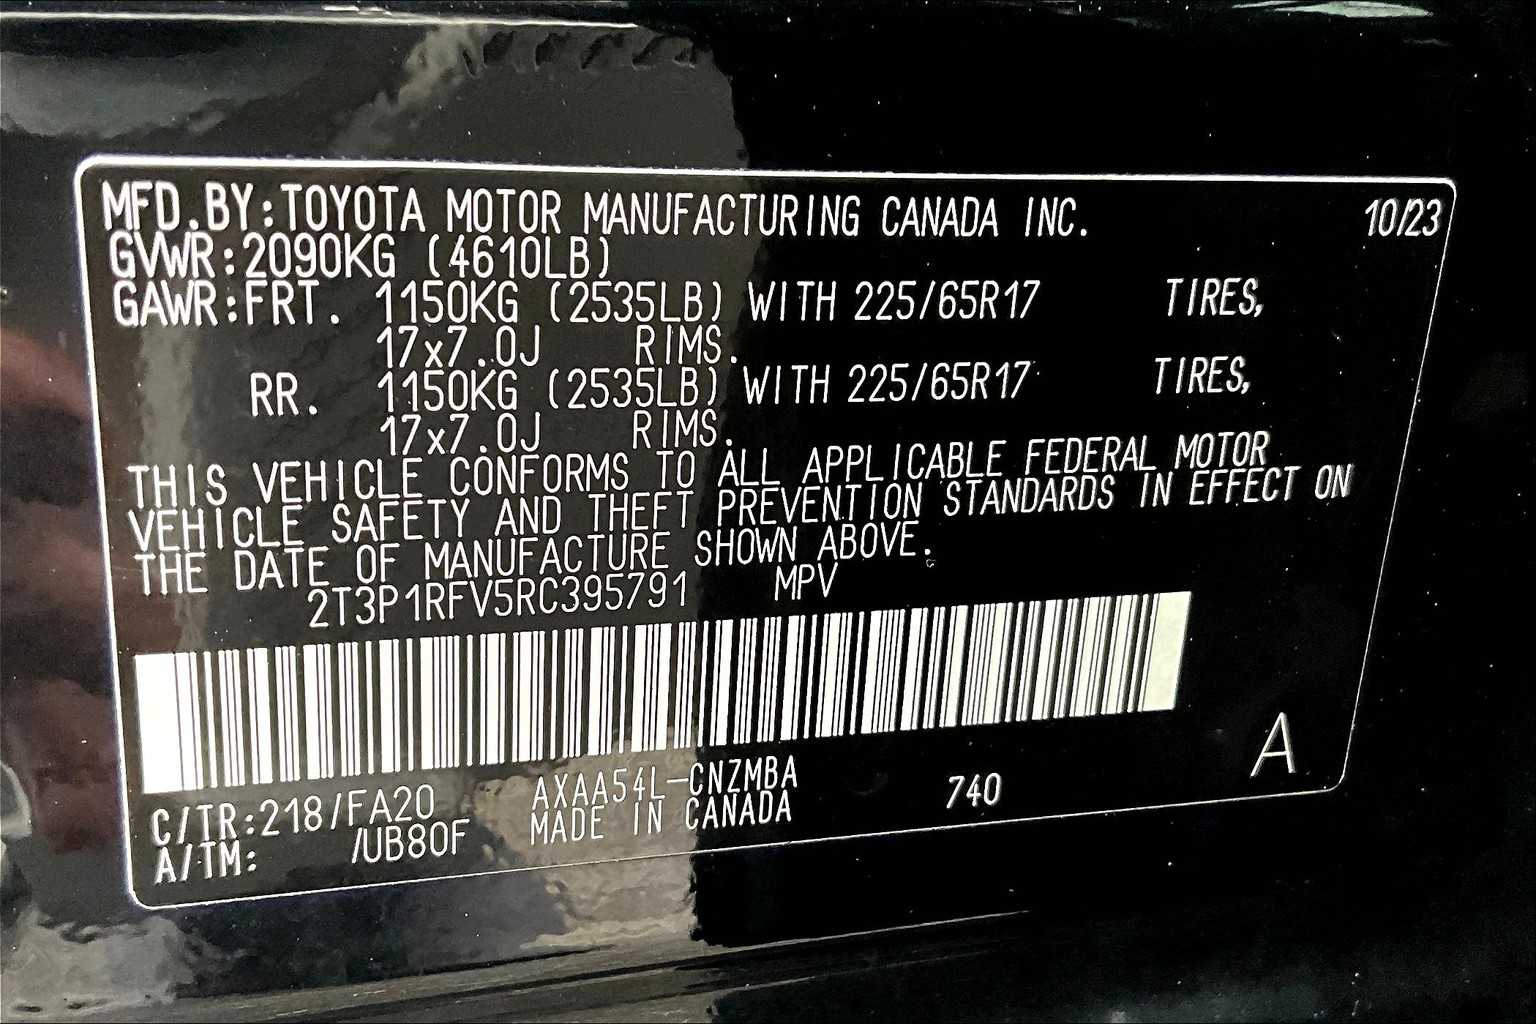 MFD.BY:TOYOTA MOTOR MANUFACTURING CANADA INC. 10/23
GVWR:2090KG (4610LB)
GAWR:FRT. 1150KG (2535LB) WITH 225/65R17 TIRES,
17x7.0J RIMS.
RR. 1150KG (2535LB) WITH 225/65R17 TIRES,
17x7.0J RIMS.
THIS VEHICLE CONFORMS TO ALL APPLICABLE FEDERAL MOTOR
VEHICLE SAFETY AND THEFT PREVENTION STANDARDS IN EFFECT ON
THE DATE OF MANUFACTURE SHOWN ABOVE.
2T3P1RFV5RC395791 MPV
A
C/TR:218/FA20 AXAA54L-CNZMBA 740
A/TM: /UB80F MADE IN CANADA